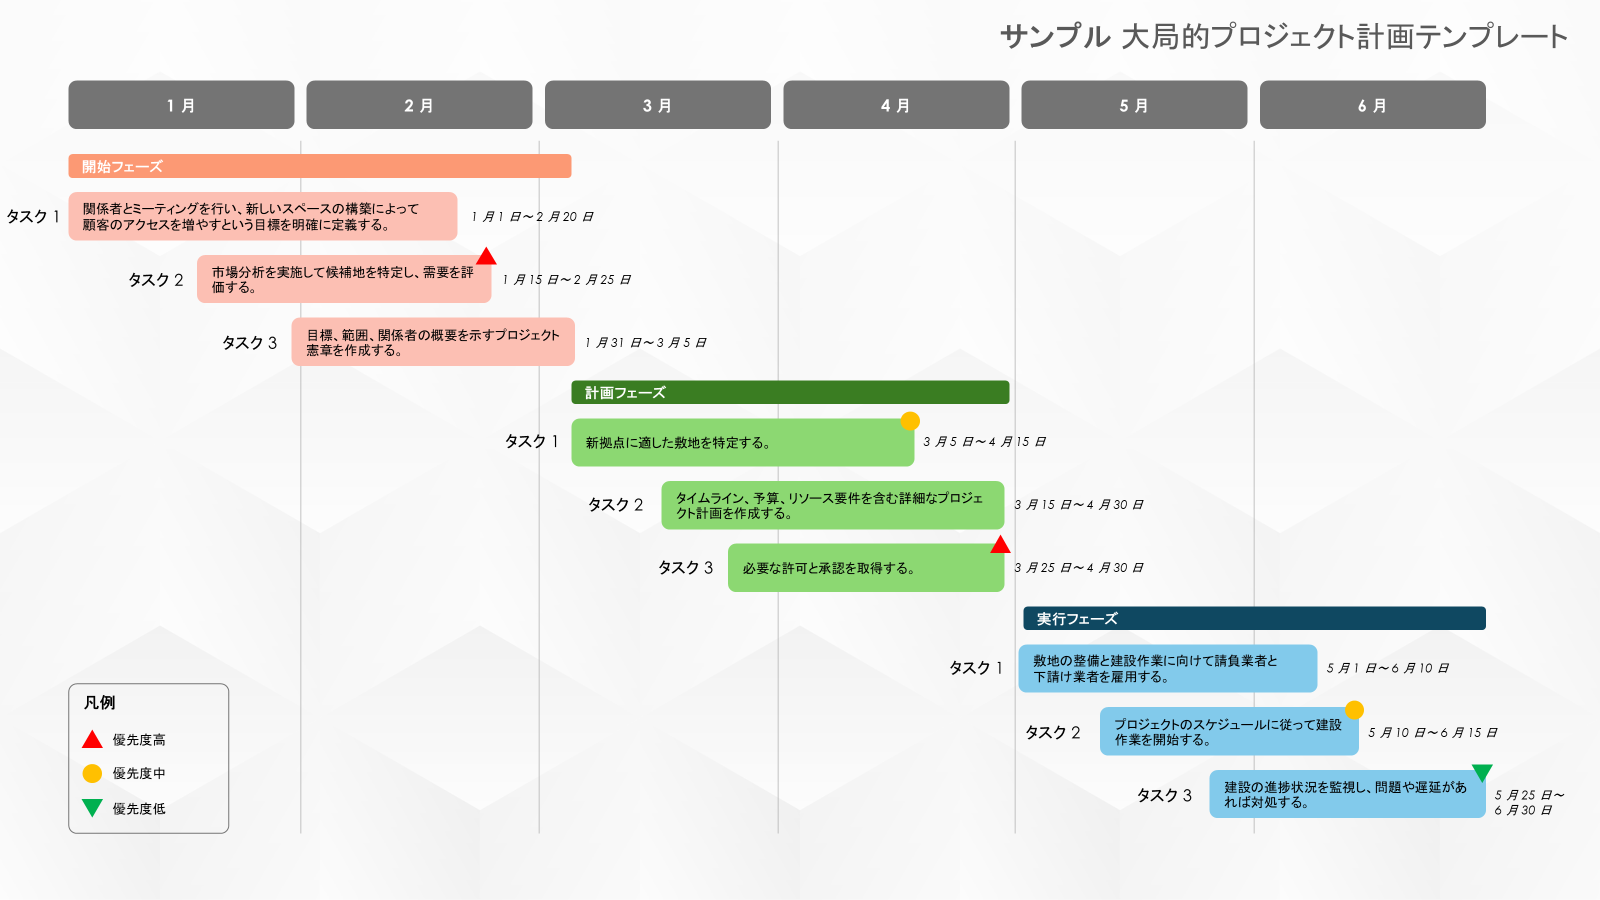 サンプル 大局的プロジェクト計画テンプレート
1 月
2 月
3 月
4 月
5 月
6 月
開始フェーズ
タスク 1
関係者とミーティングを行い、新しいスペースの構築によって
顧客のアクセスを増やすという目標を明確に定義する。
1 月 1 日～2 月 20 日
タスク 2
市場分析を実施して候補地を特定し、需要を評
価する。
1 月 15 日～2 月 25 日
タスク 3
目標、範囲、関係者の概要を示すプロジェクト
憲章を作成する。
1 月 31 日～3 月 5 日
計画フェーズ
タスク 1
新拠点に適した敷地を特定する。
3 月 5 日～4 月 15 日
タスク 2
タイムライン、予算、リソース要件を含む詳細なプロジェ
クト計画を作成する。
3 月 15 日～4 月 30 日
タスク 3
必要な許可と承認を取得する。
3 月 25 日～4 月 30 日
実行フェーズ
タスク 1
敷地の整備と建設作業に向けて請負業者と
下請け業者を雇用する。
5 月 1 日～6 月 10 日
タスク 2
プロジェクトのスケジュールに従って建設
作業を開始する。
5 月 10 日～6 月 15 日
タスク 3
建設の進捗状況を監視し、問題や遅延があ
れば対処する。
5 月 25 日～
6 月 30 日
凡例
優先度高
優先度中
優先度低